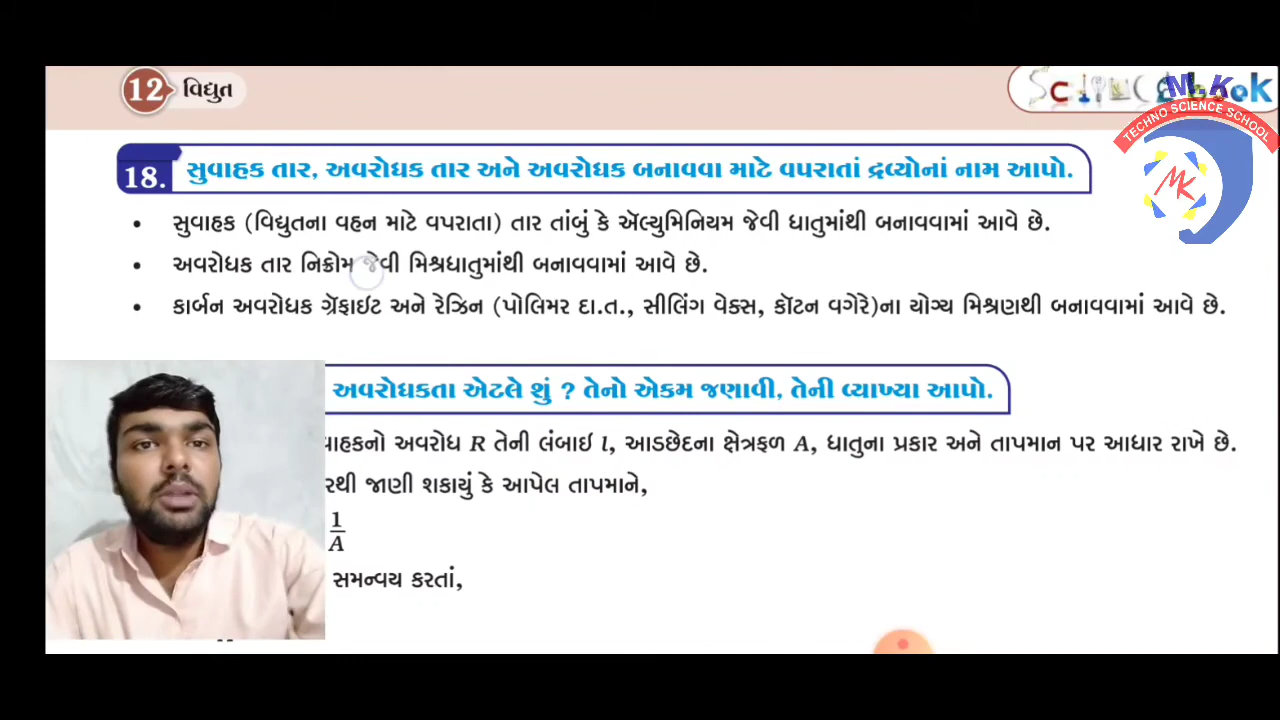 12 વિદ્યુત
M.K
TECHNO SCIENCE SCHOOL
MK
18. સુવાહક તાર, અવરોધક તાર અને અવરોધક બનાવવા માટે વપરાતાં દ્રવ્યોનાં નામ આપો.
• સુવાહક (વિદ્યુતના વહન માટે વપરાતા) તાર તાંબું કે ઍલ્યુમિનિયમ જેવી ધાતુમાંથી બનાવવામાં આવે છે.
• અવરોધક તાર નિક્રોમ જેવી મિશ્રધાતુમાંથી બનાવવામાં આવે છે.
• કાર્બન અવરોધક ગ્રૅફાઈટ અને રેઝિન (પોલિમર દા.ત., સીલિંગ વેક્સ, કૉટન વગેરે)ના યોગ્ય મિશ્રણથી બનાવવામાં આવે છે.
અવરોધકતા એટલે શું ? તેનો એકમ જણાવી, તેની વ્યાખ્યા આપો.
વાહકનો અવરોધ R તેની લંબાઇ l, આડછેદના ક્ષેત્રફળ A, ધાતુના પ્રકાર અને તાપમાન પર આધાર રાખે છે.
રથી જાણી શકાયું કે આપેલ તાપમાને,
1
A
સમન્વય કરતાં,